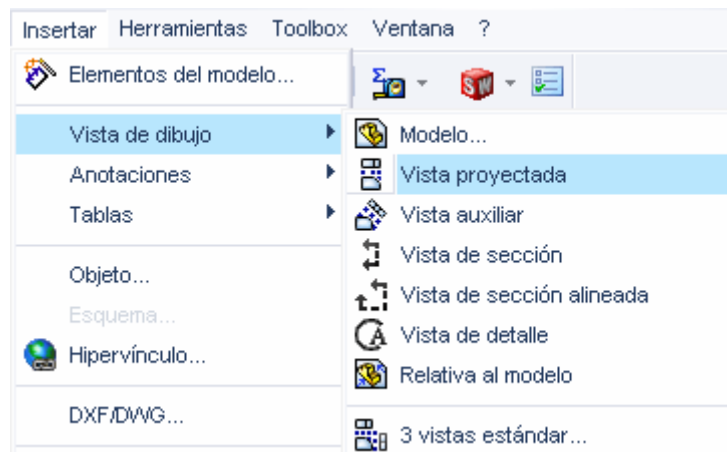 Insertar Herramientas Toolbox Ventana ?
Elementos del modelo...
Vista de dibujo
Anotaciones
Tablas
Objeto...
Esquema...
Hipervínculo...
DXF/DWG...
SW
Modelo...
Vista proyectada
Vista auxiliar
Vista de sección
Vista de sección alineada
A Vista de detalle
Relativa al modelo
3 vistas estándar...